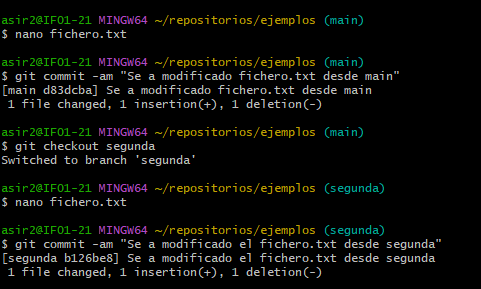 asir2@IF01-21 MINGW64 ~/repositorios/ejemplos (main)
$ nano fichero.txt
asir2@IF01-21 MINGW64 ~/repositorios/ejemplos (main)
$ git commit -am "Se a modificado fichero.txt desde main"
[main d83dcba] Se a modificado fichero.txt desde main
1 file changed, 1 insertion(+), 1 deletion(-)
asir2@IF01-21 MINGW64 ~/repositorios/ejemplos (main)
$ git checkout segunda
Switched to branch 'segunda'
asir2@IF01-21 MINGW64 ~/repositorios/ejemplos (segunda)
$ nano fichero.txt
asir2@IF01-21 MINGW64 ~/repositorios/ejemplos (segunda)
$ git commit -am "Se a modificado el fichero.txt desde segunda"
[segunda b126be8] Se a modificado el fichero.txt desde segunda
1 file changed, 1 insertion(+), 1 deletion(-)